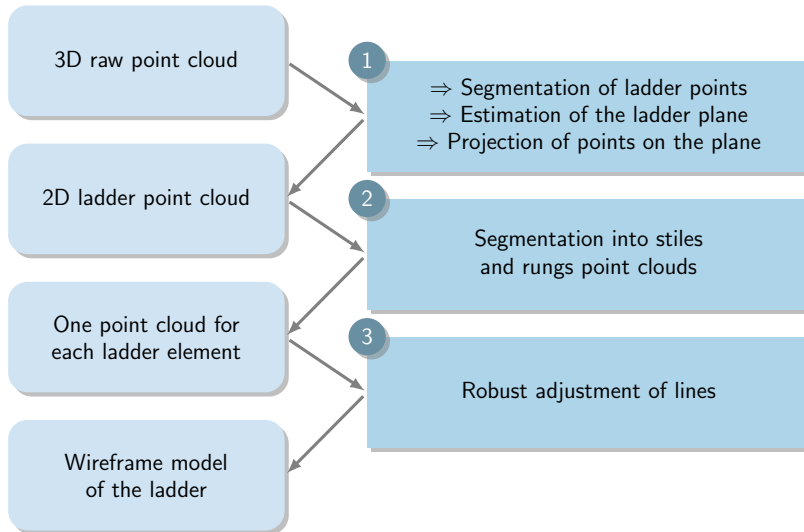 3D raw point cloud
1
⇒ Segmentation of ladder points
⇒ Estimation of the ladder plane
⇒ Projection of points on the plane
2D ladder point cloud
2
Segmentation into stiles
and rungs point clouds
One point cloud for
each ladder element
3
Robust adjustment of lines
Wireframe model
of the ladder